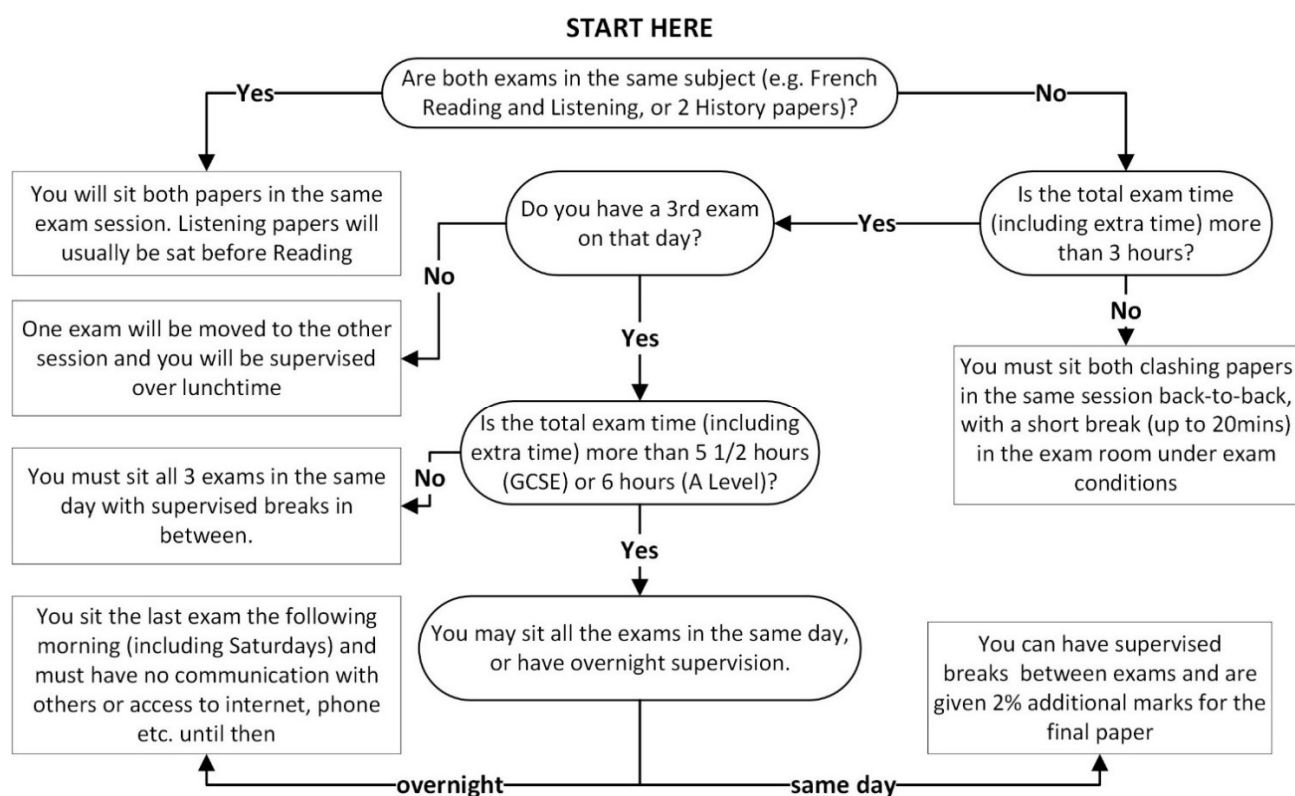 START HERE
Are both exams in the same subject (e.g. French
Reading and Listening, or 2 History papers)?
Yes
No
You will sit both papers in the same
exam session. Listening papers will
usually be sat before Reading
Do you have a 3rd exam
on that day?
Yes
Is the total exam time
(including extra time) more
than 3 hours?
No
One exam will be moved to the other
session and you will be supervised
over lunchtime
Yes
No
You must sit both clashing papers
in the same session back-to-back,
with a short break (up to 20mins)
in the exam room under exam
conditions
Is the total exam time (including
extra time) more than 5 1/2 hours
(GCSE) or 6 hours (A Level)?
No
You must sit all 3 exams in the same
day with supervised breaks in
between.
Yes
You sit the last exam the following
morning (including Saturdays) and
must have no communication with
others or access to internet, phone
etc. until then
You may sit all the exams in the same day,
or have overnight supervision.
You can have supervised
breaks between exams and are
given 2% additional marks for the
final paper
overnight
same day